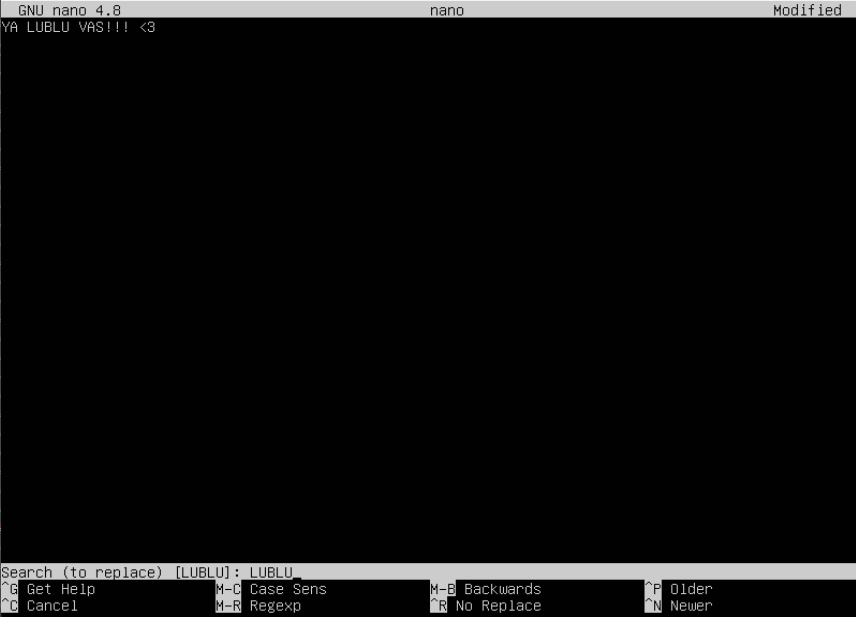 GNU nano 4.8 nano Modified
YA LUBLU VAS!!! <3
Search (to replace) [LUBLU]: LUBLU_
^G Get Help M-C Case Sens M-B Backwards ^P Older
^C Cancel M-R Regexp ^R No Replace ^N Newer